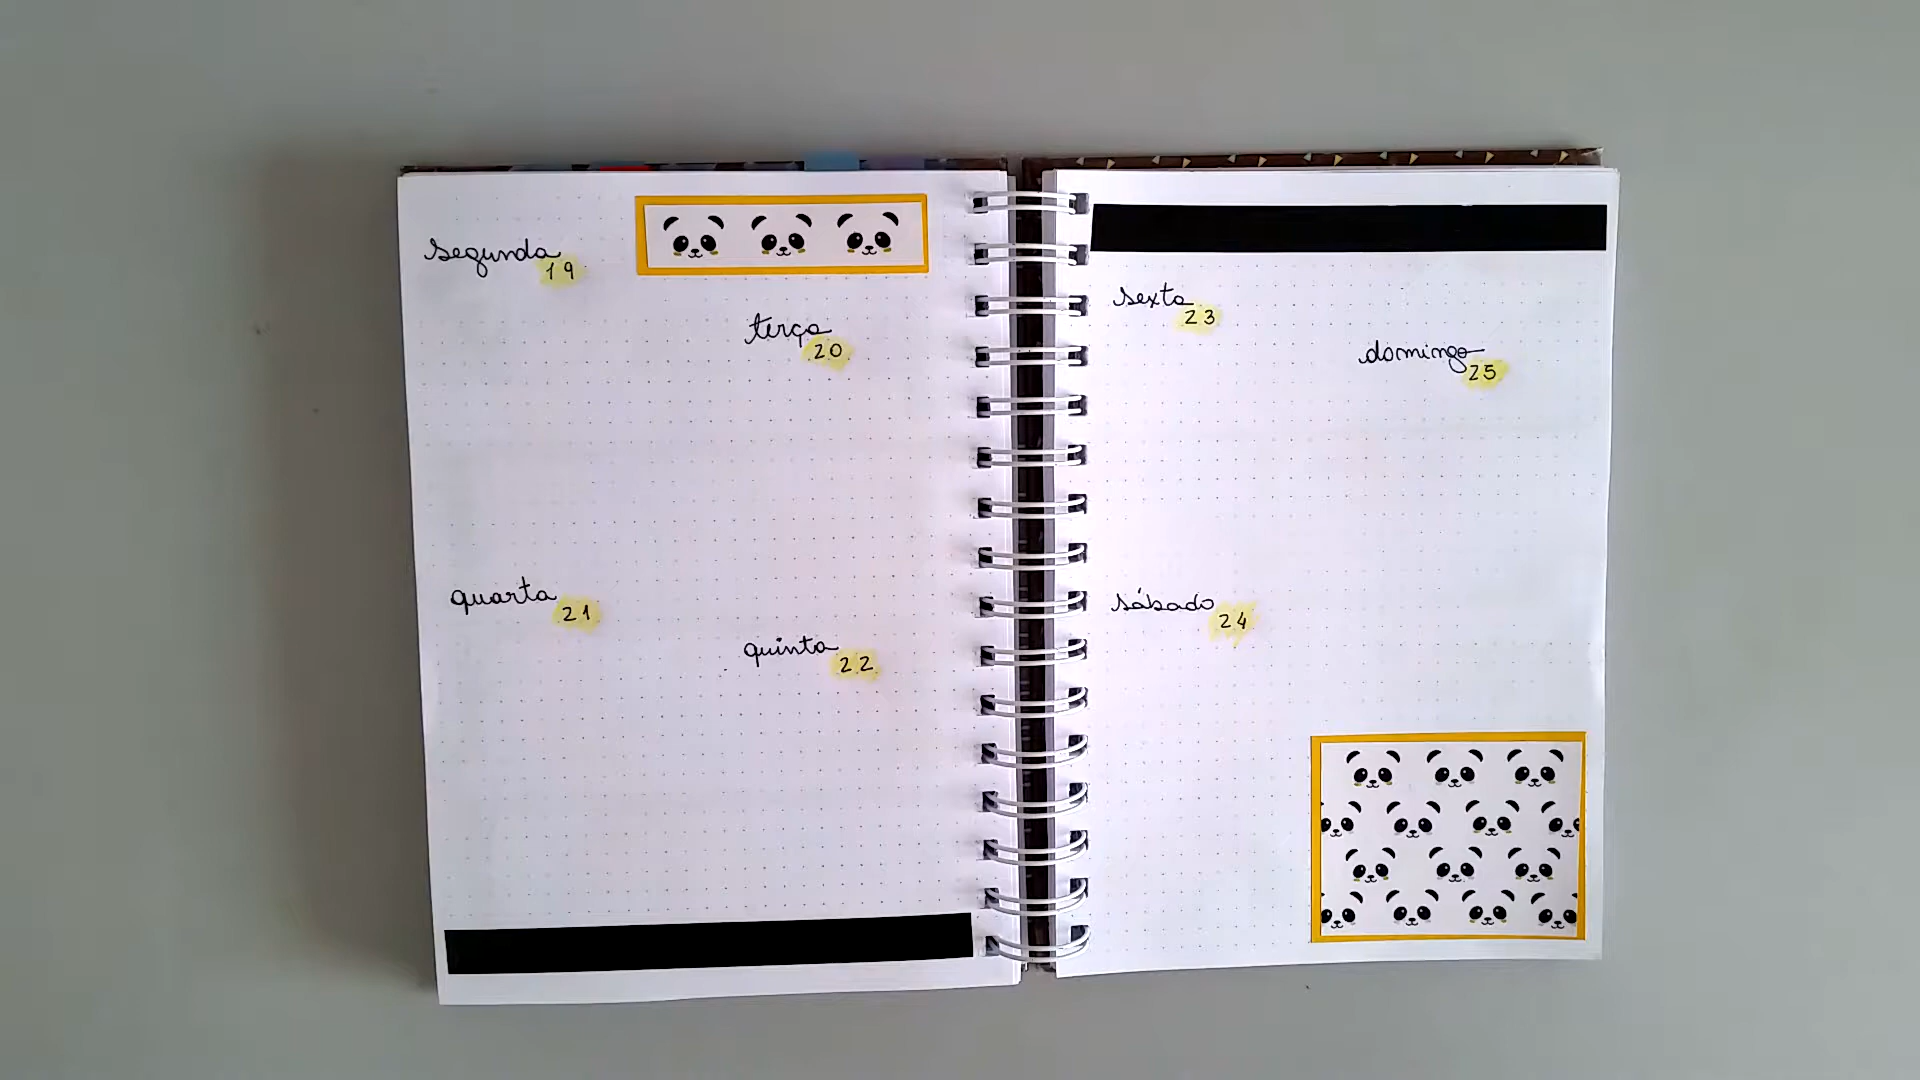 segunda
19
terça
20
quarta
21
quinta
22
sexta
23
domingo
25
sábado
24